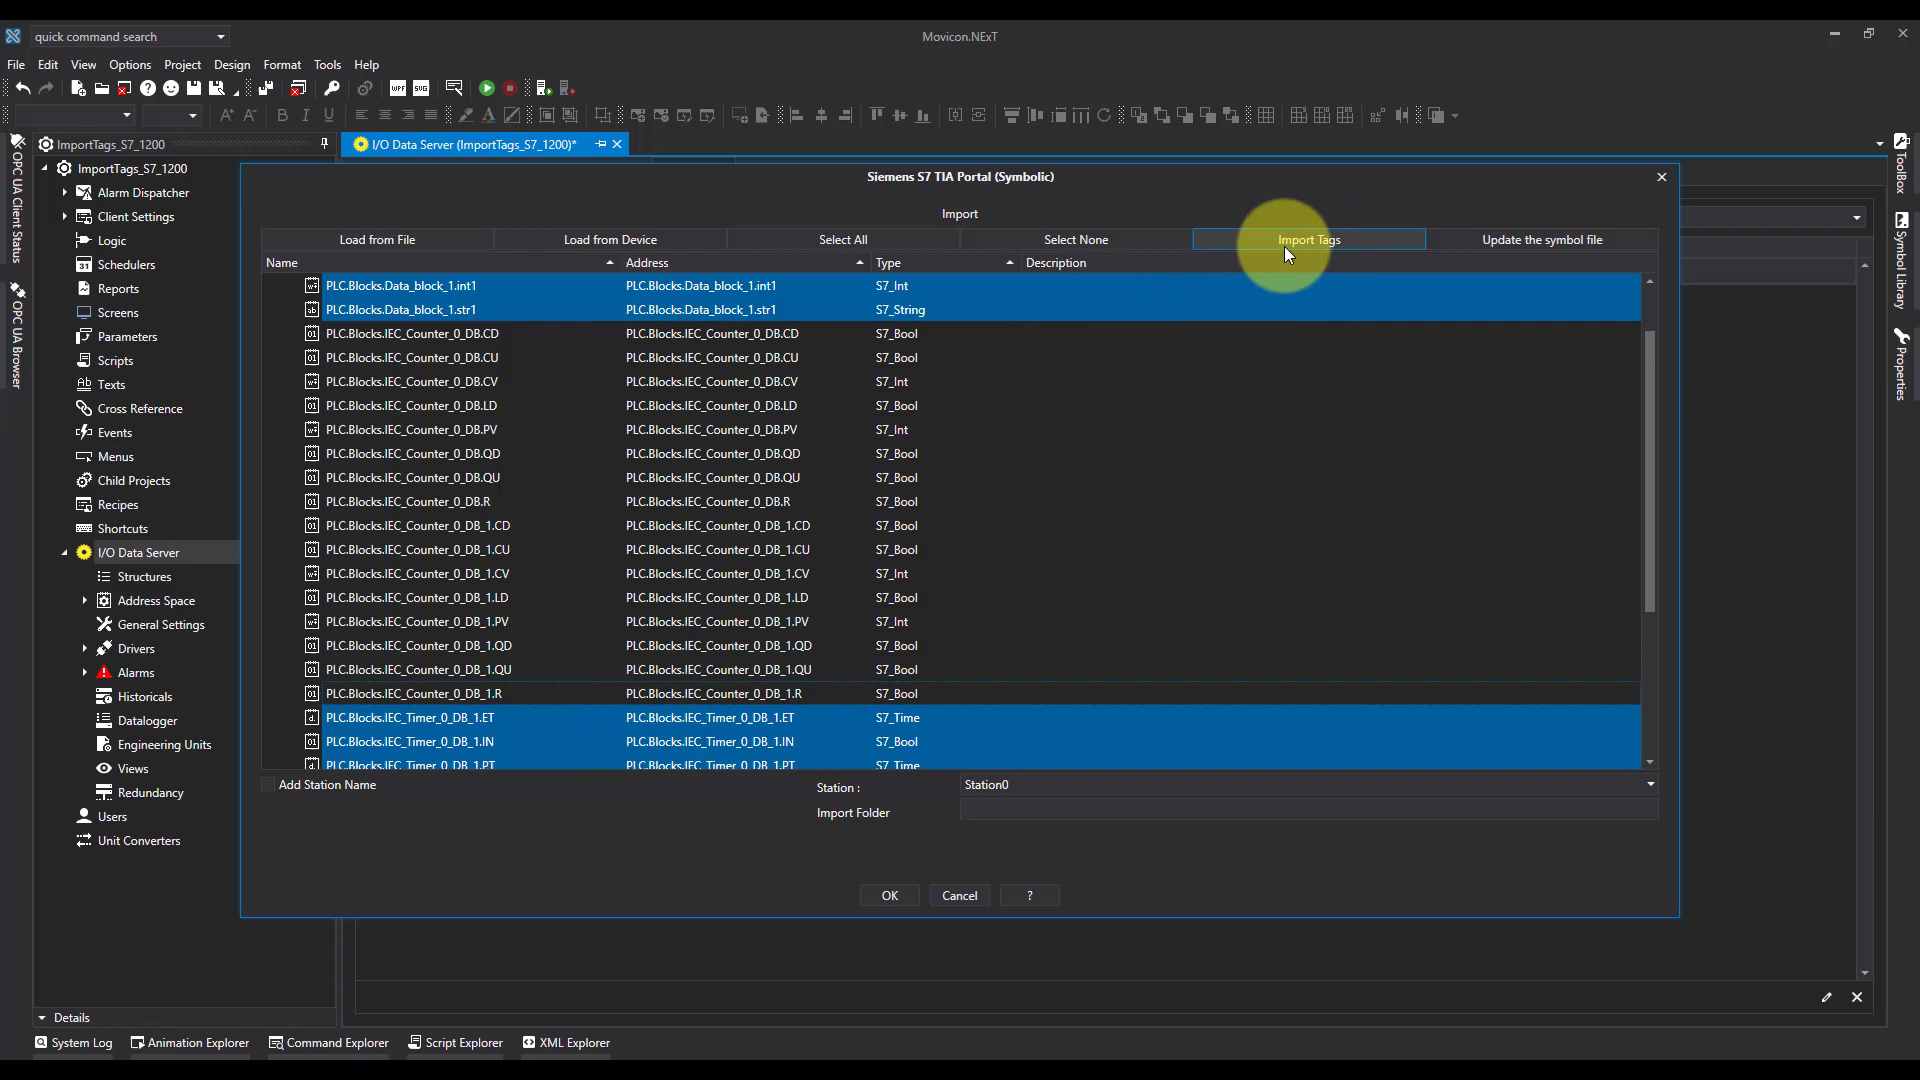 quick command search
Movicon.NExT
File Edit View Options Project Design Format Tools Help
WPF SVG
ImportTags_S7_1200
I/O Data Server (ImportTags_S7_1200)*
OPC UA Client Status
OPC UA Browser
ImportTags_S7_1200
Alarm Dispatcher
Client Settings
Logic
Schedulers
Reports
Screens
Parameters
Scripts
Texts
Cross Reference
Events
Menus
Child Projects
Recipes
Shortcuts
I/O Data Server
Structures
Address Space
General Settings
Drivers
Alarms
Historicals
Datalogger
Engineering Units
Views
Redundancy
Users
Unit Converters
Details
Siemens S7 TIA Portal (Symbolic)
Import
Load from File Load from Device Select All Select None Import Tags Update the symbol file
Name Address Type Description
PLC.Blocks.Data_block_1.int1 PLC.Blocks.Data_block_1.int1 S7_Int
PLC.Blocks.Data_block_1.str1 PLC.Blocks.Data_block_1.str1 S7_String
PLC.Blocks.IEC_Counter_0_DB.CD PLC.Blocks.IEC_Counter_0_DB.CD S7_Bool
PLC.Blocks.IEC_Counter_0_DB.CU PLC.Blocks.IEC_Counter_0_DB.CU S7_Bool
PLC.Blocks.IEC_Counter_0_DB.CV PLC.Blocks.IEC_Counter_0_DB.CV S7_Int
PLC.Blocks.IEC_Counter_0_DB.LD PLC.Blocks.IEC_Counter_0_DB.LD S7_Bool
PLC.Blocks.IEC_Counter_0_DB.PV PLC.Blocks.IEC_Counter_0_DB.PV S7_Int
PLC.Blocks.IEC_Counter_0_DB.QD PLC.Blocks.IEC_Counter_0_DB.QD S7_Bool
PLC.Blocks.IEC_Counter_0_DB.QU PLC.Blocks.IEC_Counter_0_DB.QU S7_Bool
PLC.Blocks.IEC_Counter_0_DB.R PLC.Blocks.IEC_Counter_0_DB.R S7_Bool
PLC.Blocks.IEC_Counter_0_DB_1.CD PLC.Blocks.IEC_Counter_0_DB_1.CD S7_Bool
PLC.Blocks.IEC_Counter_0_DB_1.CU PLC.Blocks.IEC_Counter_0_DB_1.CU S7_Bool
PLC.Blocks.IEC_Counter_0_DB_1.CV PLC.Blocks.IEC_Counter_0_DB_1.CV S7_Int
PLC.Blocks.IEC_Counter_0_DB_1.LD PLC.Blocks.IEC_Counter_0_DB_1.LD S7_Bool
PLC.Blocks.IEC_Counter_0_DB_1.PV PLC.Blocks.IEC_Counter_0_DB_1.PV S7_Int
PLC.Blocks.IEC_Counter_0_DB_1.QD PLC.Blocks.IEC_Counter_0_DB_1.QD S7_Bool
PLC.Blocks.IEC_Counter_0_DB_1.QU PLC.Blocks.IEC_Counter_0_DB_1.QU S7_Bool
PLC.Blocks.IEC_Counter_0_DB_1.R PLC.Blocks.IEC_Counter_0_DB_1.R S7_Bool
PLC.Blocks.IEC_Timer_0_DB_1.ET PLC.Blocks.IEC_Timer_0_DB_1.ET S7_Time
PLC.Blocks.IEC_Timer_0_DB_1.IN PLC.Blocks.IEC_Timer_0_DB_1.IN S7_Bool
PLC.Blocks.IEC_Timer_0_DB_1.PT PLC.Blocks.IEC_Timer_0_DB_1.PT S7_Time
Add Station Name
Station : Station0
Import Folder
OK Cancel ?
ToolBox
Symbol Library
Properties
System Log Animation Explorer Command Explorer Script Explorer XML Explorer